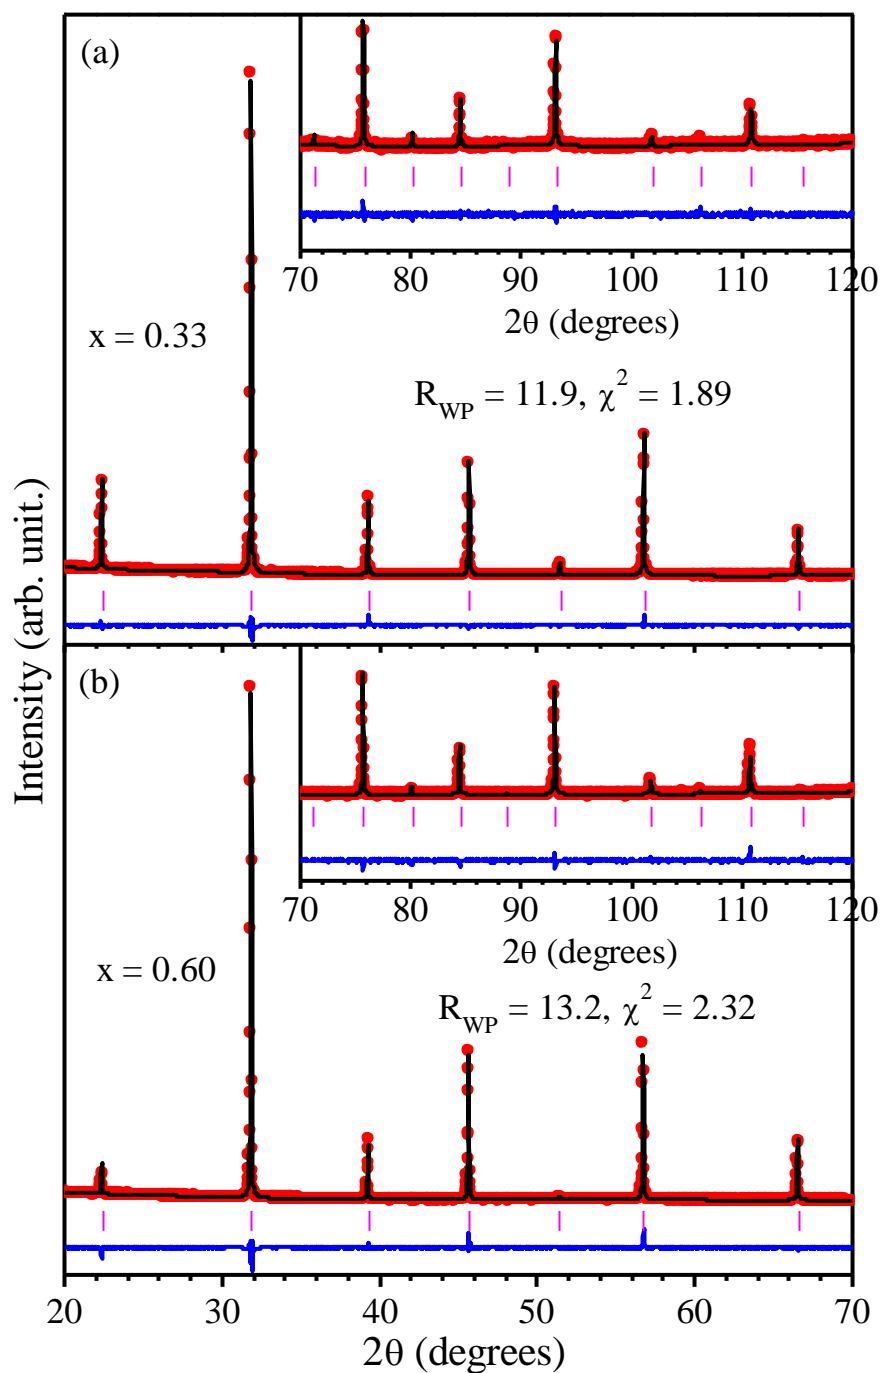 (a)
70 80 90 100 110 120
2θ (degrees)
x = 0.33
R_WP = 11.9, χ² = 1.89
Intensity (arb. unit.)
(b)
70 80 90 100 110 120
2θ (degrees)
x = 0.60
R_WP = 13.2, χ² = 2.32
20 30 40 50 60 70
2θ (degrees)